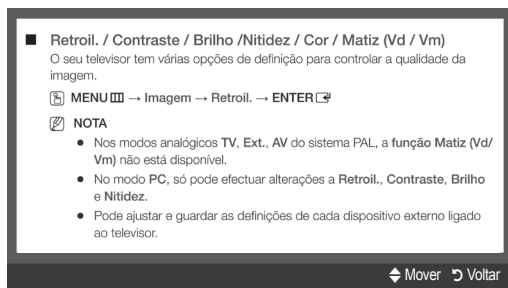 ■ Retroil. / Contraste / Brilho /Nitidez / Cor / Matiz (Vd / Vm)
O seu televisor tem várias opções de definição para controlar a qualidade da
imagem.
MENU → Imagem → Retroil. → ENTER
NOTA
● Nos modos analógicos TV, Ext., AV do sistema PAL, a função Matiz (Vd/
Vm) não está disponível.
● No modo PC, só pode efectuar alterações a Retroil., Contraste, Brilho
e Nitidez.
● Pode ajustar e guardar as definições de cada dispositivo externo ligado
ao televisor.
Mover Voltar